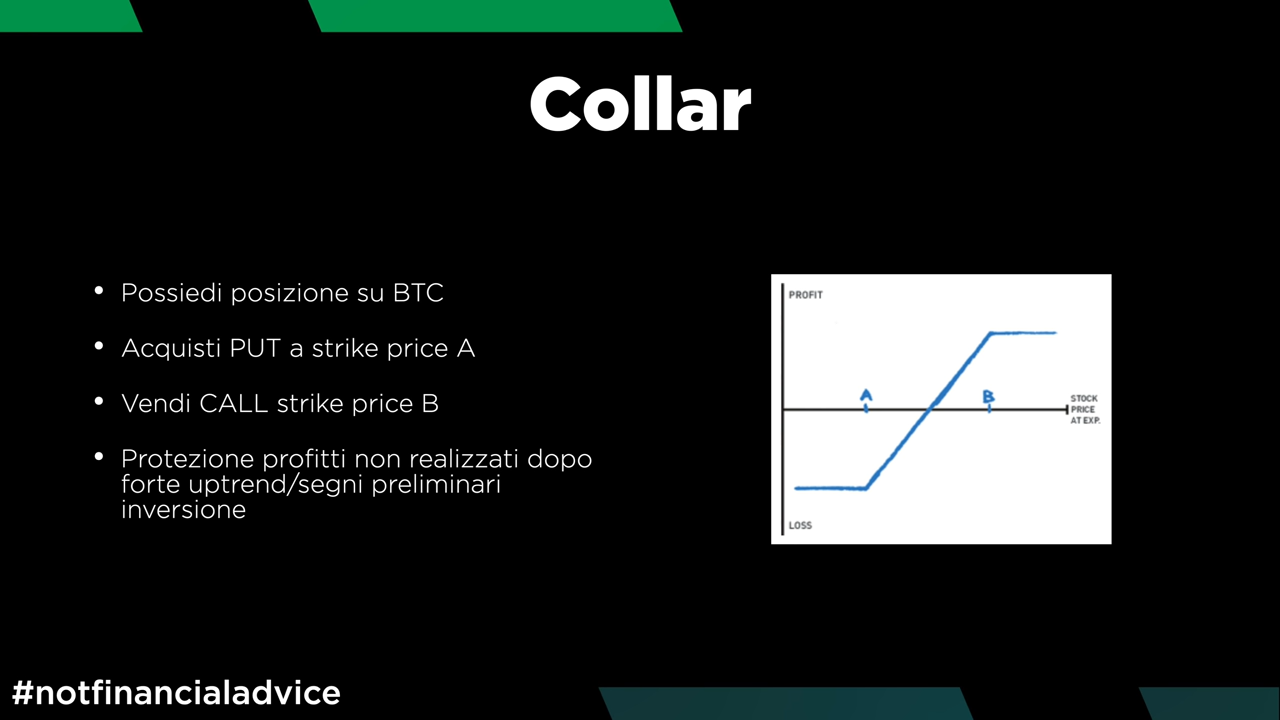 Collar
• Possiedi posizione su BTC
• Acquisti PUT a strike price A
• Vendi CALL strike price B
• Protezione profitti non realizzati dopo
forte uptrend/segni preliminari
inversione
PROFIT
A
B
STOCK
PRICE
AT EXP.
LOSS
#notfinancialadvice